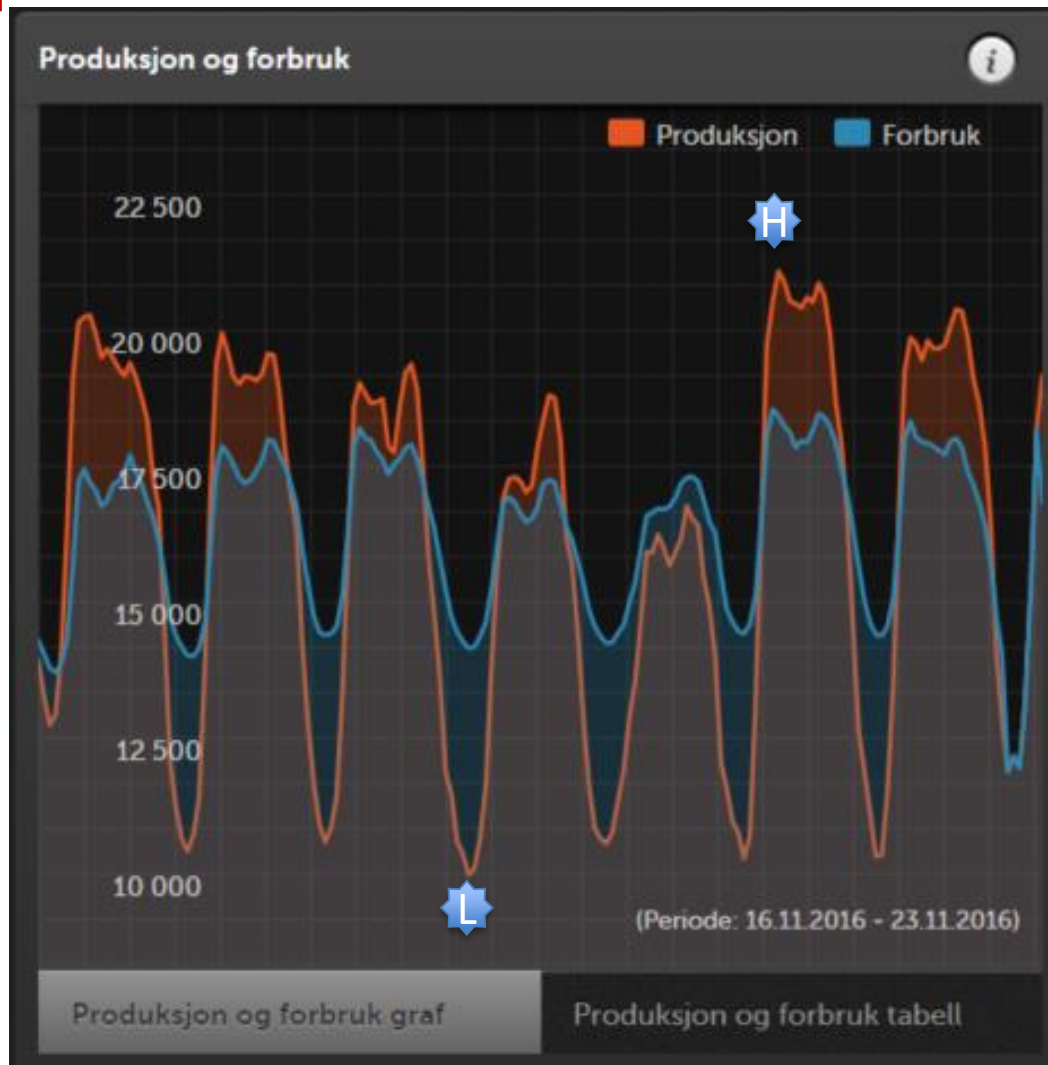 Produksjon og forbruk
i
Produksjon Forbruk
22 500
H
20 000
17 500
15 000
12 500
10 000
L
(Periode: 16.11.2016 - 23.11.2016)
Produksjon og forbruk graf
Produksjon og forbruk tabell